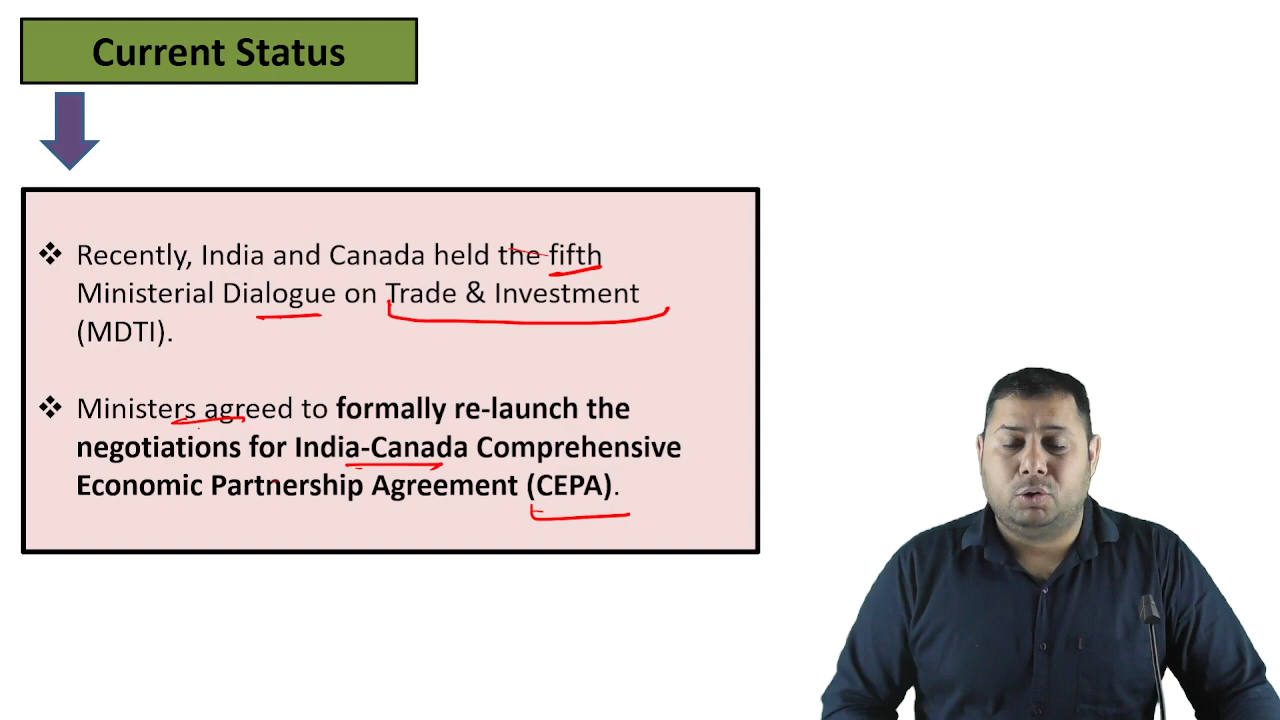 Current Status
❖ Recently, India and Canada held the fifth
Ministerial Dialogue on Trade & Investment
(MDTI).
❖ Ministers agreed to formally re-launch the
negotiations for India-Canada Comprehensive
Economic Partnership Agreement (CEPA).